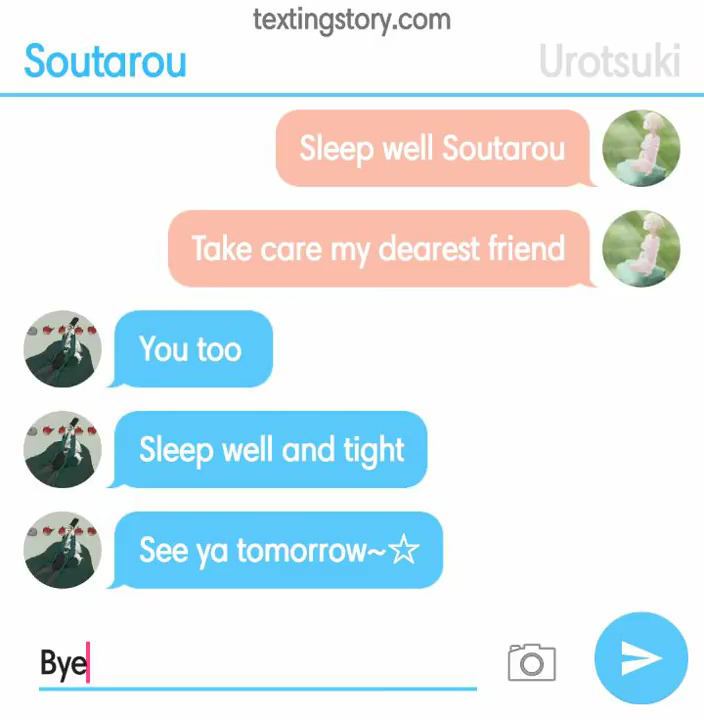 textingstory.com
Soutarou
Urotsuki
Sleep well Soutarou
Take care my dearest friend
You too
Sleep well and tight
See ya tomorrow~☆
Bye